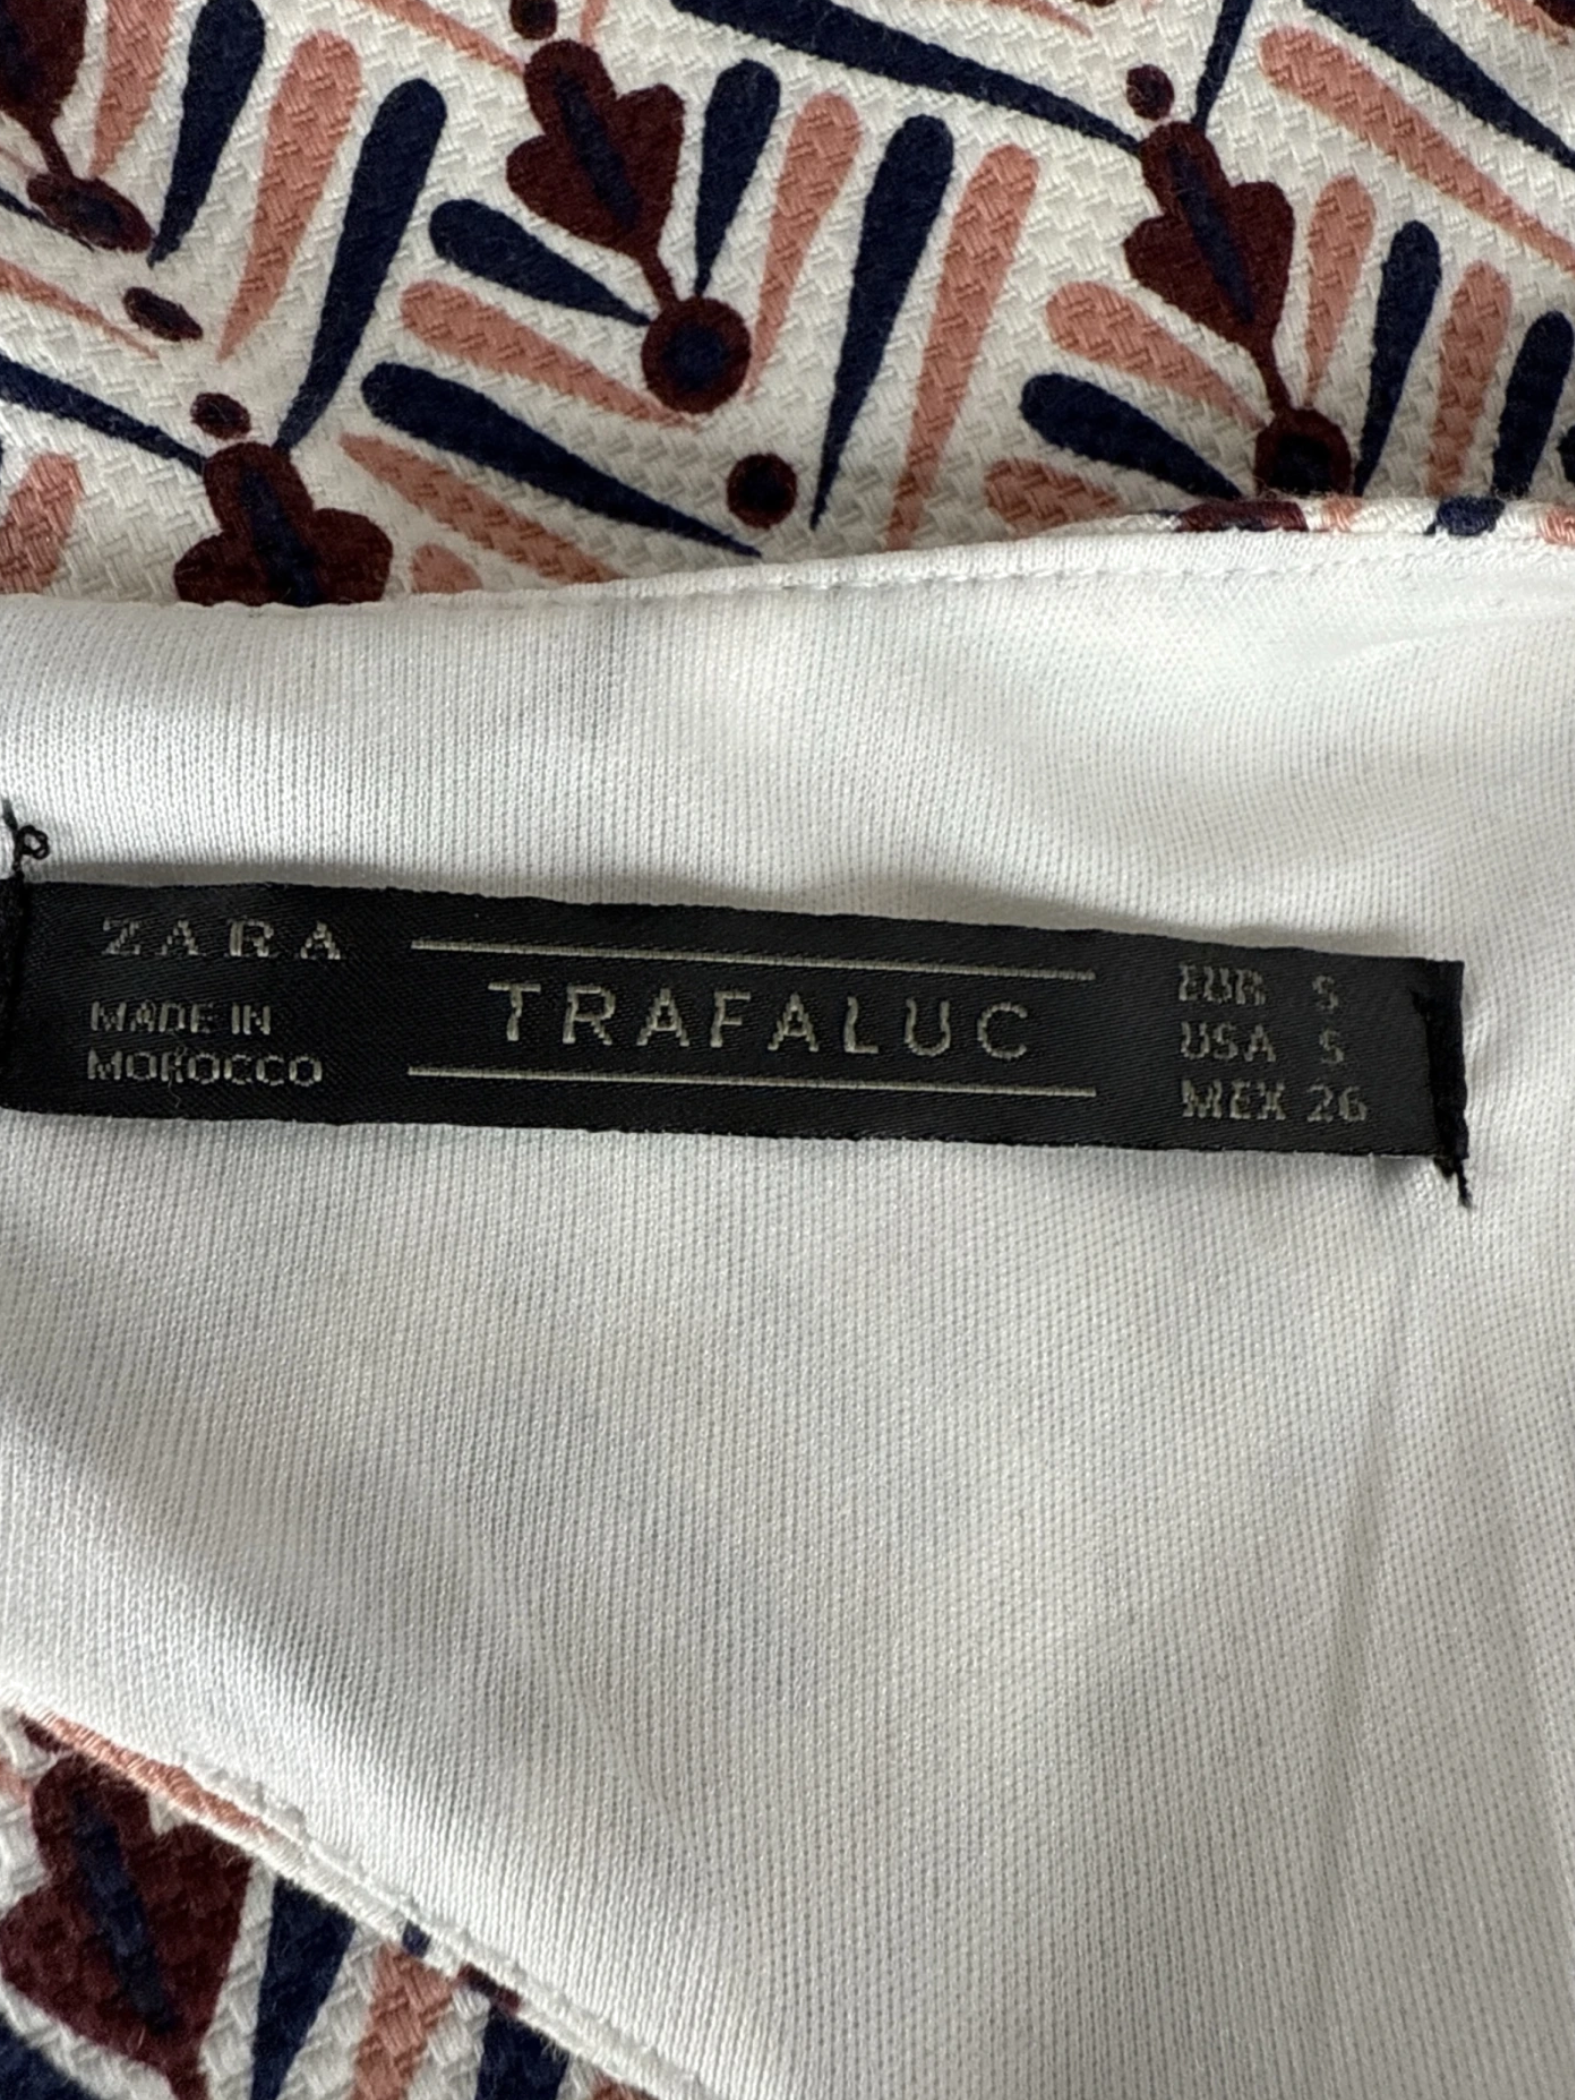 ZARA
MADE IN
MOROCCO
TRAFALUC
EUR S
USA S
MEX 26